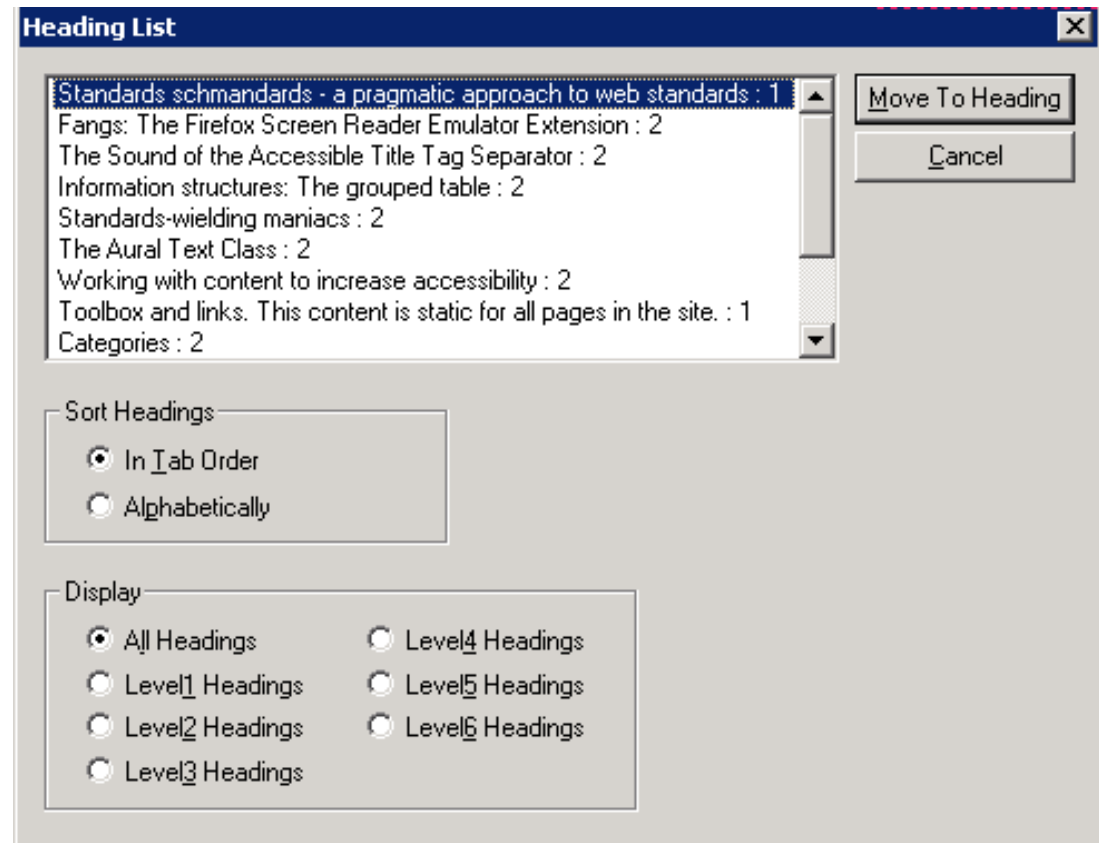 Heading List
Standards schmandards - a pragmatic approach to web standards : 1
Fangs: The Firefox Screen Reader Emulator Extension : 2
The Sound of the Accessible Title Tag Separator : 2
Information structures: The grouped table : 2
Standards-wielding maniacs : 2
The Aural Text Class : 2
Working with content to increase accessibility : 2
Toolbox and links. This content is static for all pages in the site. : 1
Categories : 2
Move To Heading
Cancel
Sort Headings
In Tab Order
Alphabetically
Display
All Headings
Level1 Headings
Level2 Headings
Level3 Headings
Level4 Headings
Level5 Headings
Level6 Headings